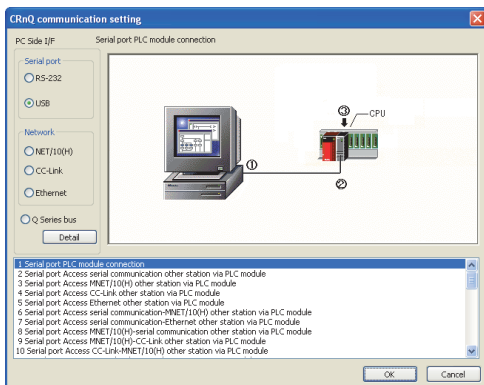 CRnQ communication setting
PC Side I/F
Serial port PLC module connection
Serial port
RS-232
USB
Network
NET/10(H)
CC-Link
Ethernet
Q Series bus
Detail
③
CPU
①
②
1 Serial port PLC module connection
2 Serial port Access serial communication other station via PLC module
3 Serial port Access MNET/10(H) other station via PLC module
4 Serial port Access CC-Link other station via PLC module
5 Serial port Access Ethernet other station via PLC module
6 Serial port Access serial communication-MNET/10(H) other station via PLC module
7 Serial port Access serial communication-Ethernet other station via PLC module
8 Serial port Access MNET/10(H)-serial communication other station via PLC module
9 Serial port Access MNET/10(H)-CC-Link other station via PLC module
10 Serial port Access CC-Link-MNET/10(H) other station via PLC module
OK
Cancel